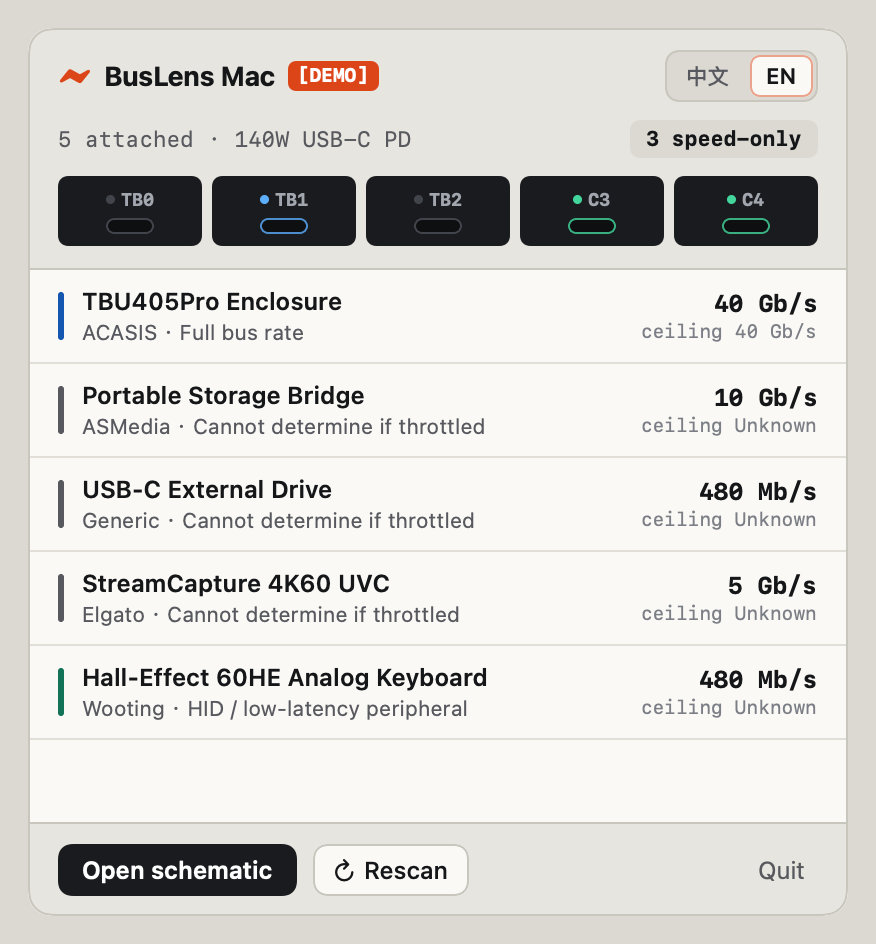 BusLens Mac [DEMO] 中文 EN
5 attached · 140W USB-C PD 3 speed-only
TB0 TB1 TB2 C3 C4
TBU405Pro Enclosure 40 Gb/s
ACASIS · Full bus rate ceiling 40 Gb/s
Portable Storage Bridge 10 Gb/s
ASMedia · Cannot determine if throttled ceiling Unknown
USB-C External Drive 480 Mb/s
Generic · Cannot determine if throttled ceiling Unknown
StreamCapture 4K60 UVC 5 Gb/s
Elgato · Cannot determine if throttled ceiling Unknown
Hall-Effect 60HE Analog Keyboard 480 Mb/s
Wooting · HID / low-latency peripheral ceiling Unknown
Open schematic Rescan Quit